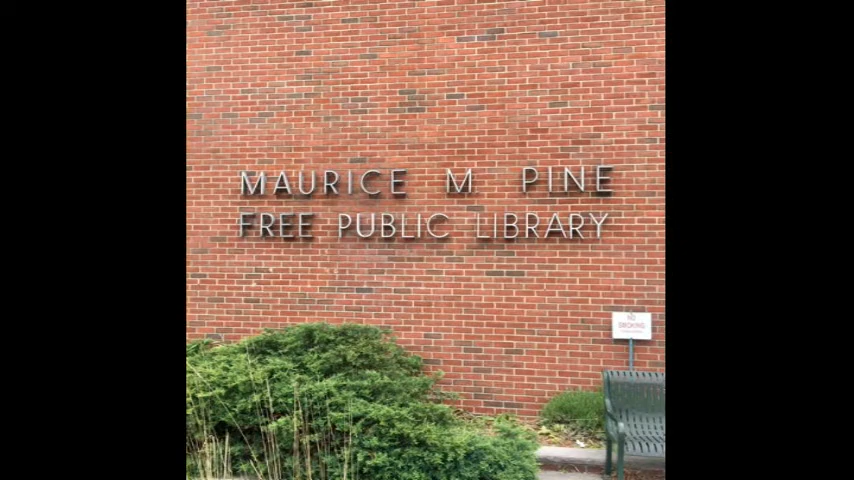 MAURICE M. PINE
FREE PUBLIC LIBRARY
NO
SMOKING